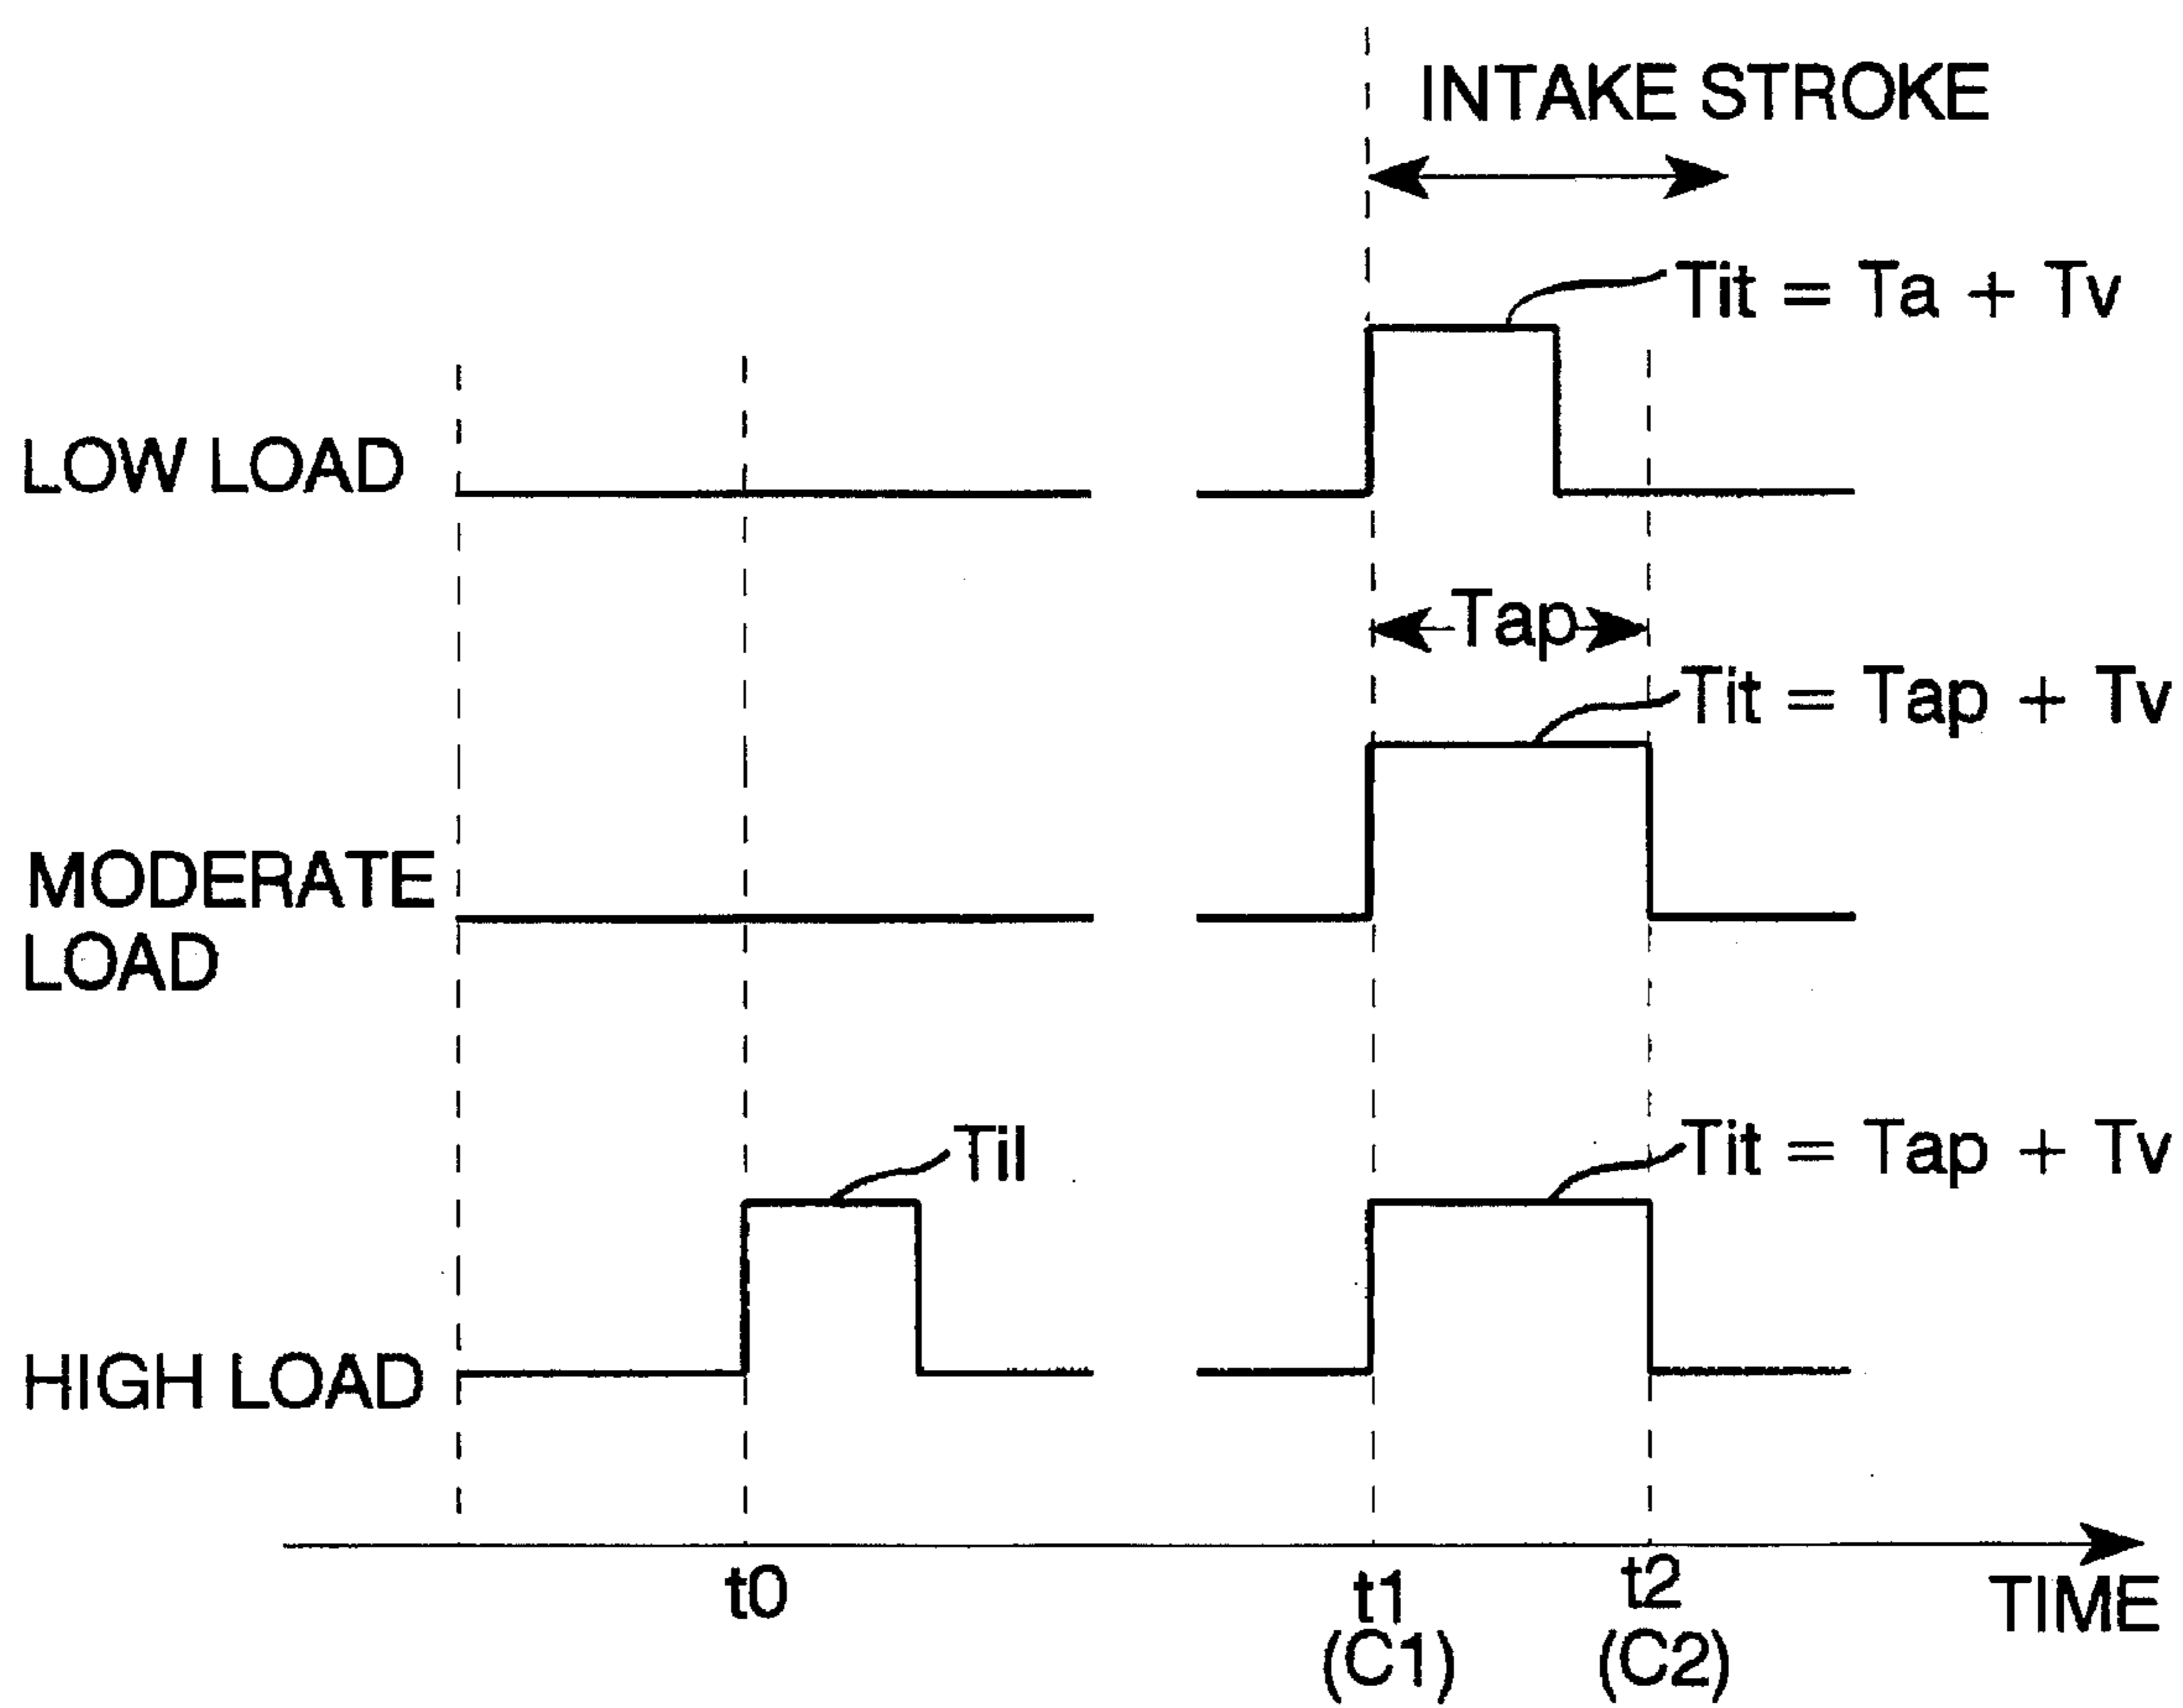 INTAKE STROKE
Tit = Ta + Tv
LOW LOAD
Tap
Tit = Tap + Tv
MODERATE
LOAD
Til
Tit = Tap + Tv
HIGH LOAD
t0
t1
t2
TIME
(C1)
(C2)